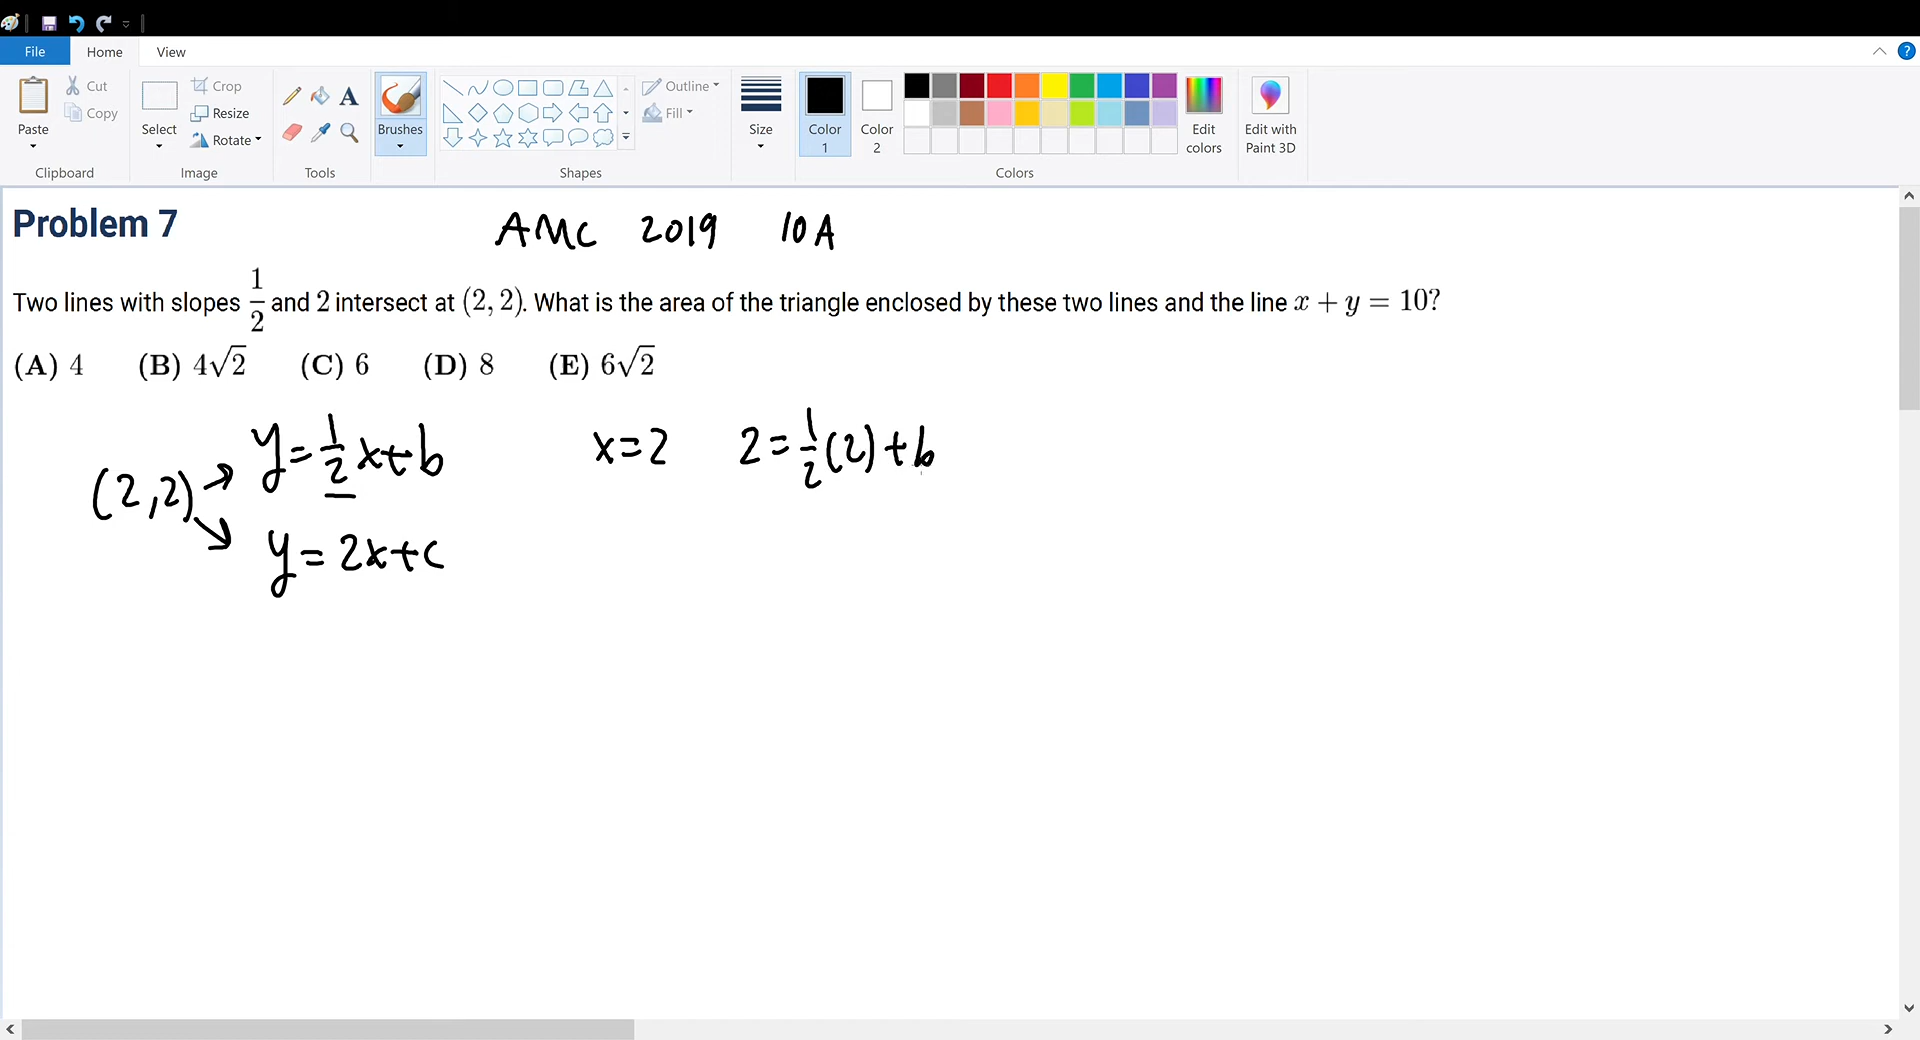 File Home View
Paste Cut Copy Clipboard
Select Crop Resize Rotate Image
A Tools
Brushes
Outline Fill Shapes
Size
Color 1 Color 2 Edit colors Colors
Edit with Paint 3D
Problem 7 AMC 2019 10A
Two lines with slopes 1/2 and 2 intersect at (2, 2). What is the area of the triangle enclosed by these two lines and the line x + y = 10?
(A) 4 (B) 4√2 (C) 6 (D) 8 (E) 6√2
y=1/2x+b x=2 2=1/2(2)+b
(2,2)
y=2x+c